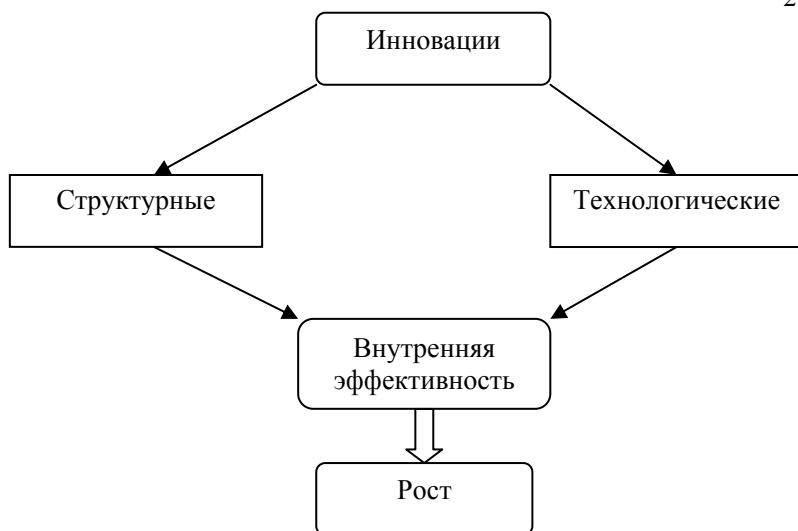 2
Инновации
Структурные
Технологические
Внутренняя
эффективность
Рост